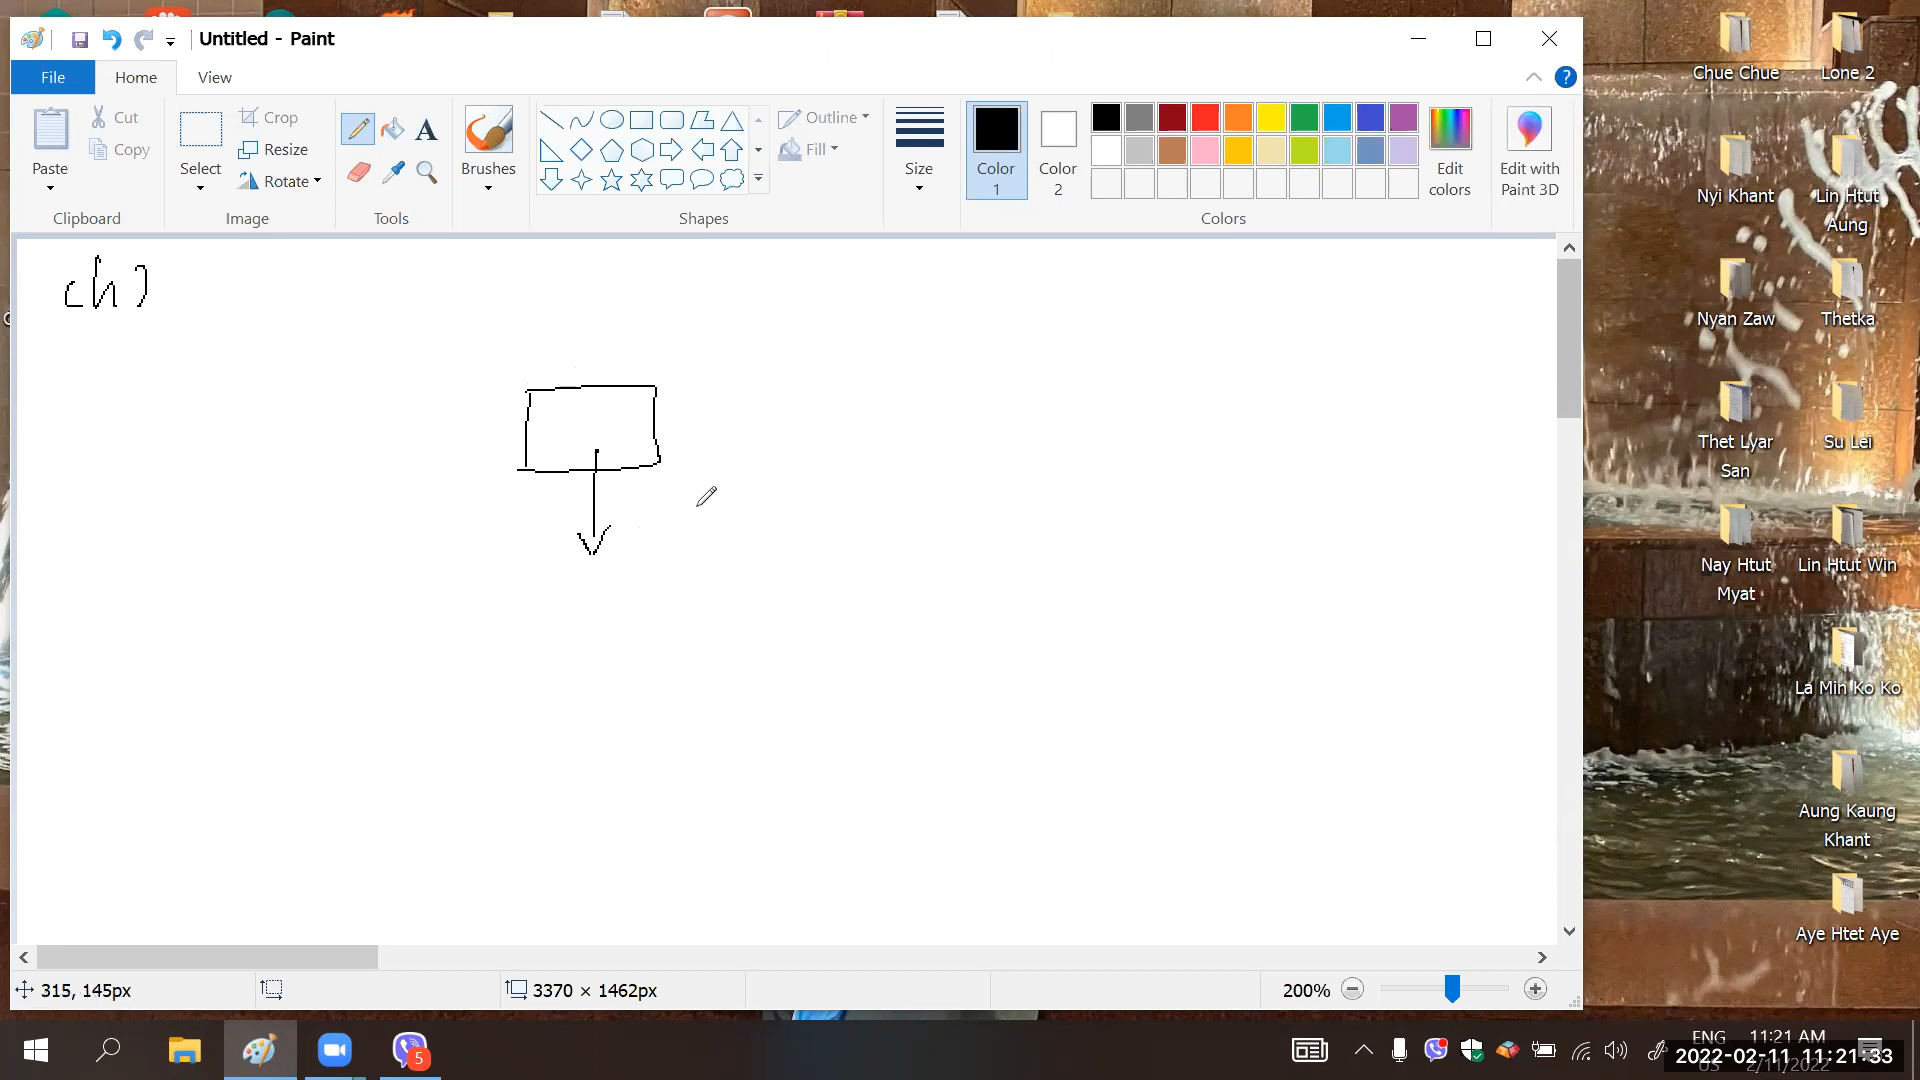 Untitled - Paint
File
Home
View
Paste
Cut
Copy
Clipboard
Select
Crop
Resize
Rotate
Image
Tools
Brushes
Shapes
Outline
Fill
Size
Color 1
Color 2
Colors
Edit colors
Edit with Paint 3D
315, 145px
3370 × 1462px
200%
Chue Chue
Lone 2
Nyi Khant
Lin Htut Aung
Nyan Zaw
Thetka
Thet Lyar San
Su Lei
Nay Htut Myat
Lin Htut Win
La Min Ko Ko
Aung Kaung Khant
Aye Htet Aye
5
ENG
11:21 AM
2022-02-11 11:21:33